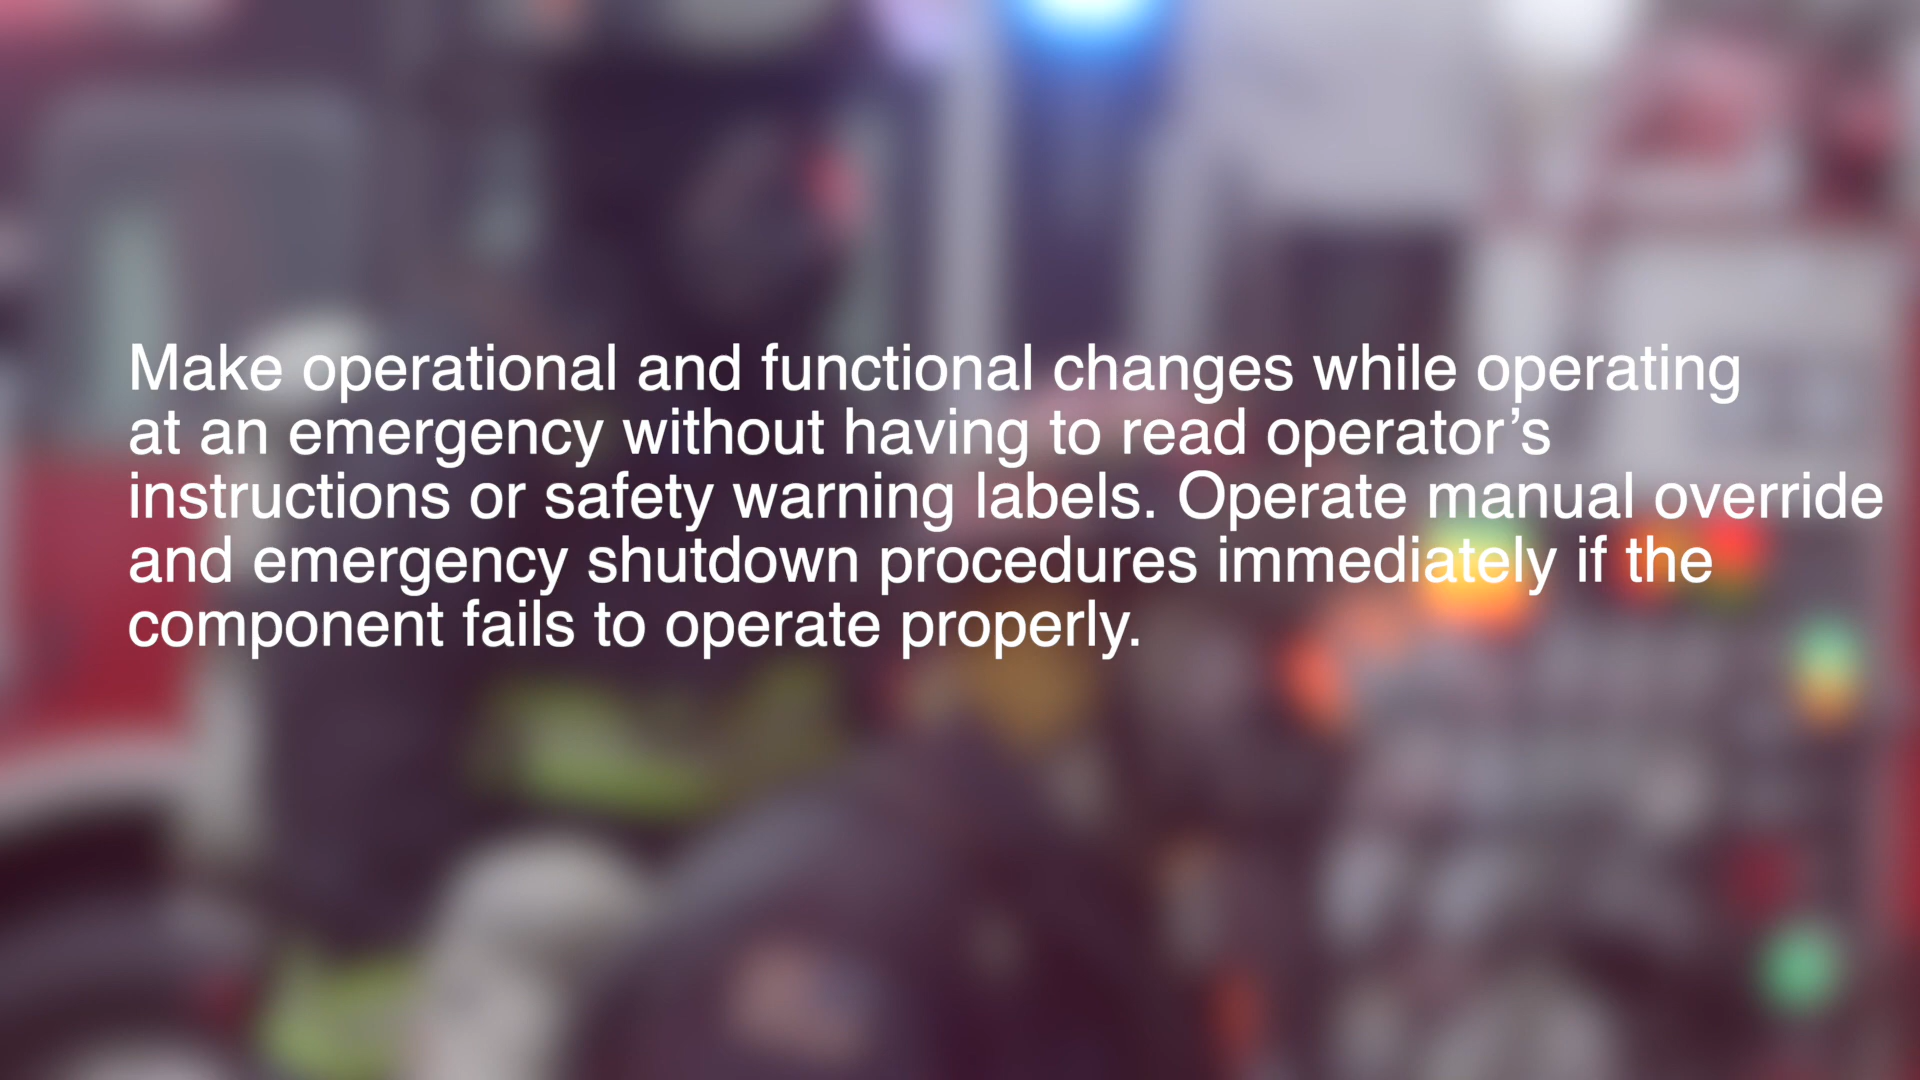 Make operational and functional changes while operating
at an emergency without having to read operator’s
instructions or safety warning labels. Operate manual override
and emergency shutdown procedures immediately if the
component fails to operate properly.